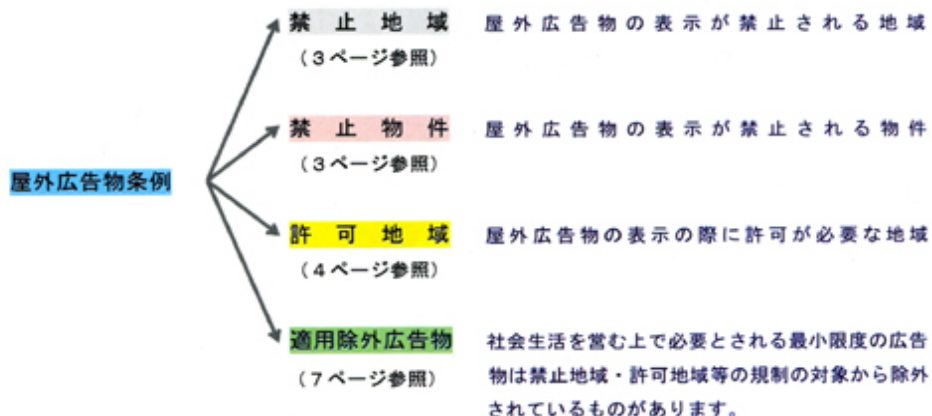 禁止地域　屋外広告物の表示が禁止される地域
（３ページ参照）
禁止物件　屋外広告物の表示が禁止される物件
（３ページ参照）
屋外広告物条例
許可地域　屋外広告物の表示の際に許可が必要な地域
（４ページ参照）
適用除外広告物　社会生活を営む上で必要とされる最小限度の広告
（７ページ参照）　物は禁止地域・許可地域等の規制の対象から除外
されているものがあります。